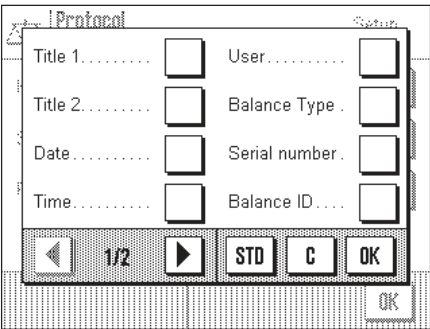 Protocol Setup
Title 1.......... User..........
Title 2.......... Balance Type .
Date.......... Serial number .
Time.......... Balance ID....
1/2 STD C OK
OK